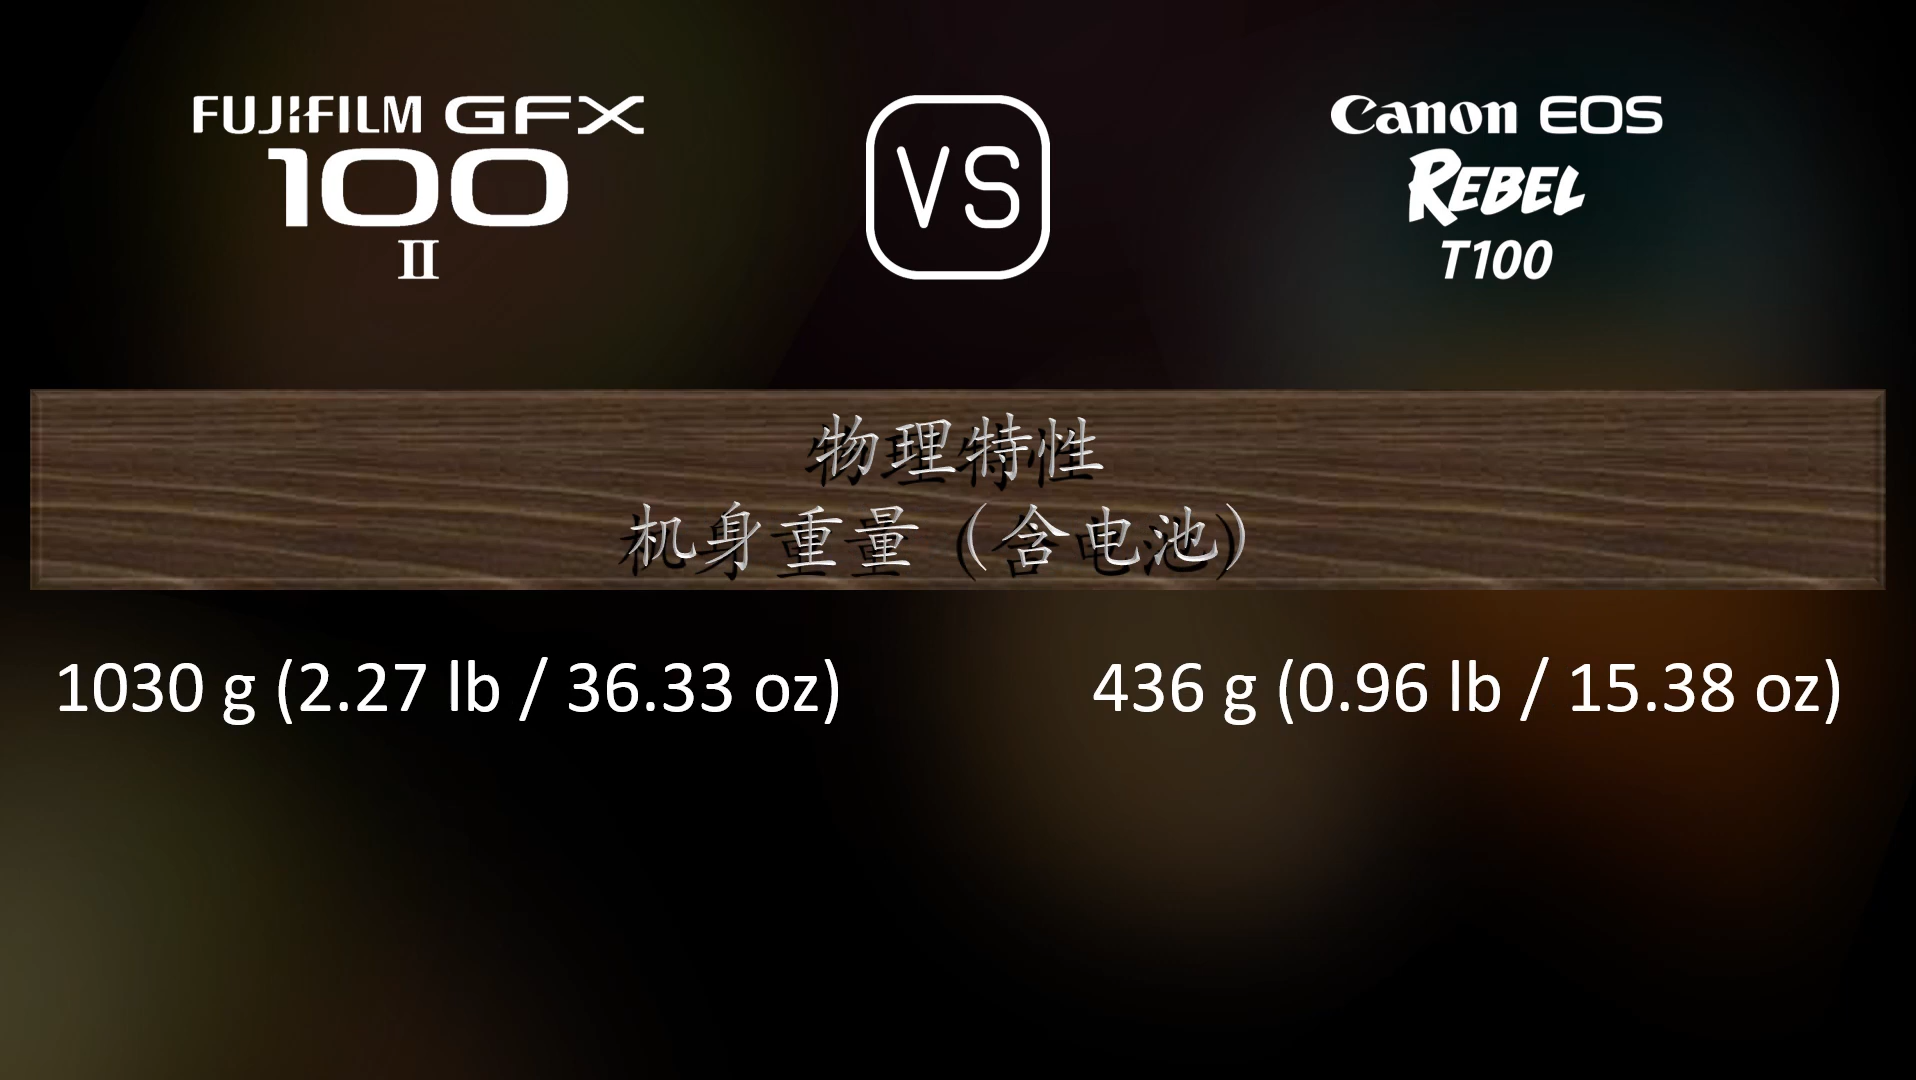 FUJIFILM GFX
100
II
VS
Canon EOS
REBEL
T100
物理特性
机身重量（含电池）
1030 g (2.27 lb / 36.33 oz)
436 g (0.96 lb / 15.38 oz)